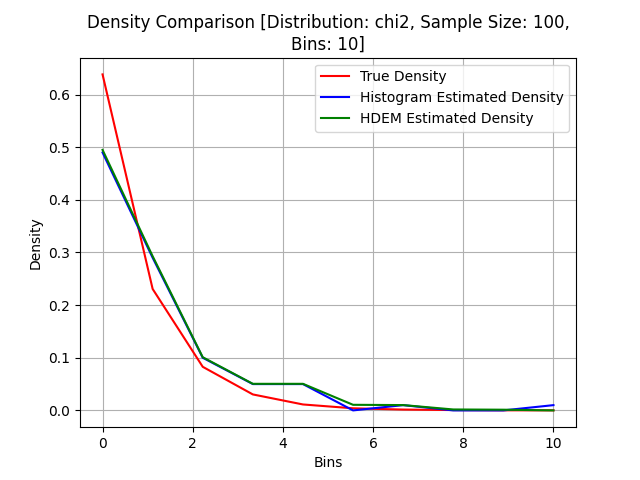 Density Comparison [Distribution: chi2, Sample Size: 100,
Bins: 10]
True Density
Histogram Estimated Density
HDEM Estimated Density
Density
0.6
0.5
0.4
0.3
0.2
0.1
0.0
0 2 4 6 8 10
Bins